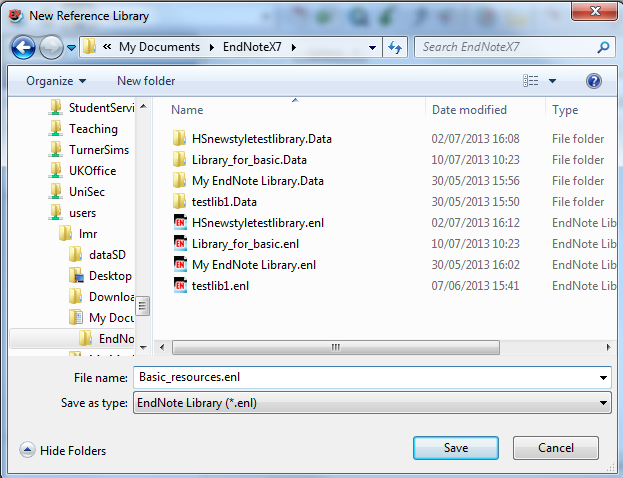 New Reference Library
« My Documents ▸ EndNoteX7 ▸
Search EndNoteX7
Organize ▾ New folder
Name Date modified Type
StudentServi
Teaching
TurnerSims
UKOffice
UniSec
users
lmr
dataSD
Desktop
Downloa
My Docu
EndNo
HSnewstyletestlibrary.Data 02/07/2013 16:08 File folder
Library_for_basic.Data 10/07/2013 10:23 File folder
My EndNote Library.Data 30/05/2013 15:56 File folder
testlib1.Data 30/05/2013 15:50 File folder
HSnewstyletestlibrary.enl 02/07/2013 16:12 EndNote Lib
Library_for_basic.enl 10/07/2013 10:23 EndNote Lib
My EndNote Library.enl 30/05/2013 16:02 EndNote Lib
testlib1.enl 07/06/2013 15:41 EndNote Lib
File name: Basic_resources.enl
Save as type: EndNote Library (*.enl)
Hide Folders
Save
Cancel